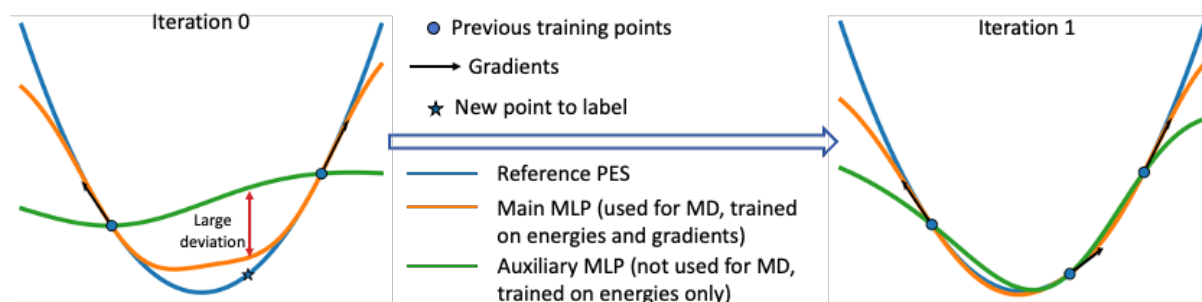 Iteration 0
Previous training points
Gradients
New point to label
Iteration 1
Large
deviation
Reference PES
Main MLP (used for MD, trained
on energies and gradients)
Auxiliary MLP (not used for MD,
trained on energies only)